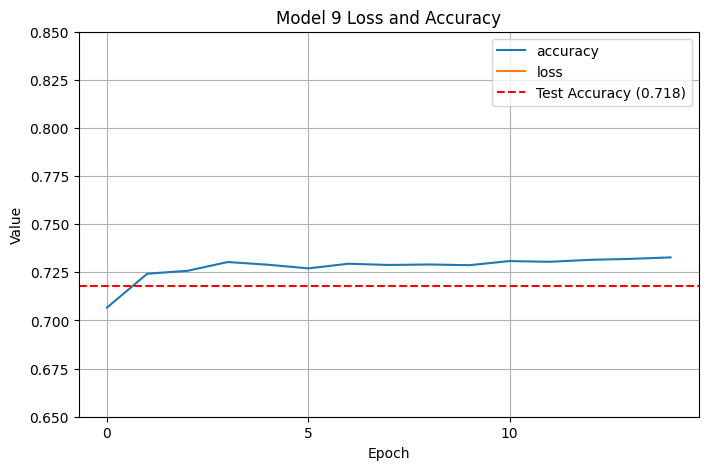 Model 9 Loss and Accuracy
accuracy
loss
Test Accuracy (0.718)
Value
0.850
0.825
0.800
0.775
0.750
0.725
0.700
0.675
0.650
0
5
10
Epoch